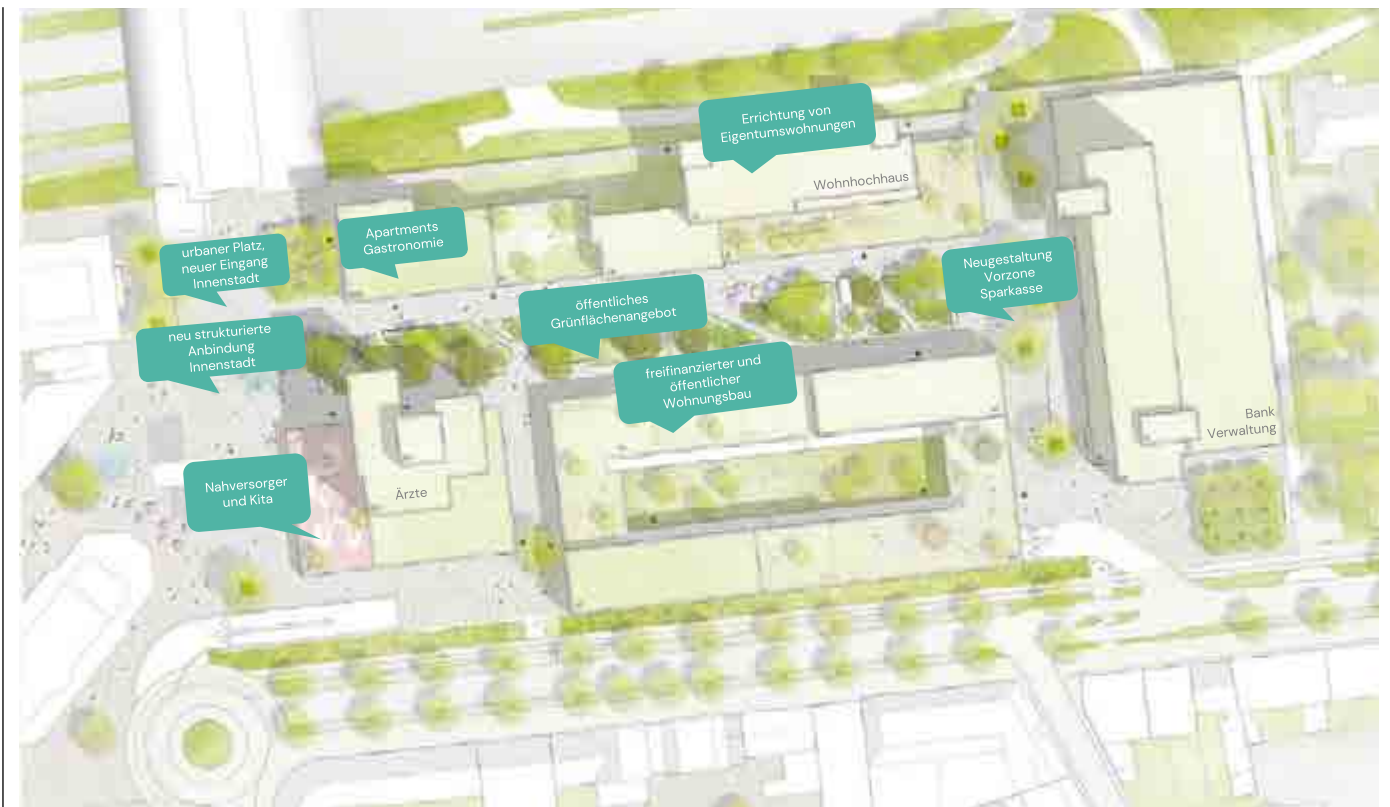 Errichtung von
Eigentumswohnungen
Wohnhochhaus
Apartments
Gastronomie
urbaner Platz,
neuer Eingang
Innenstadt
Neugestaltung
Vorzone
Sparkasse
öffentliches
Grünflächenangebot
neu strukturierte
Anbindung
Innenstadt
freifinanzierter und
öffentlicher
Wohnungsbau
Bank
Verwaltung
Nahversorger
und Kita
Ärzte